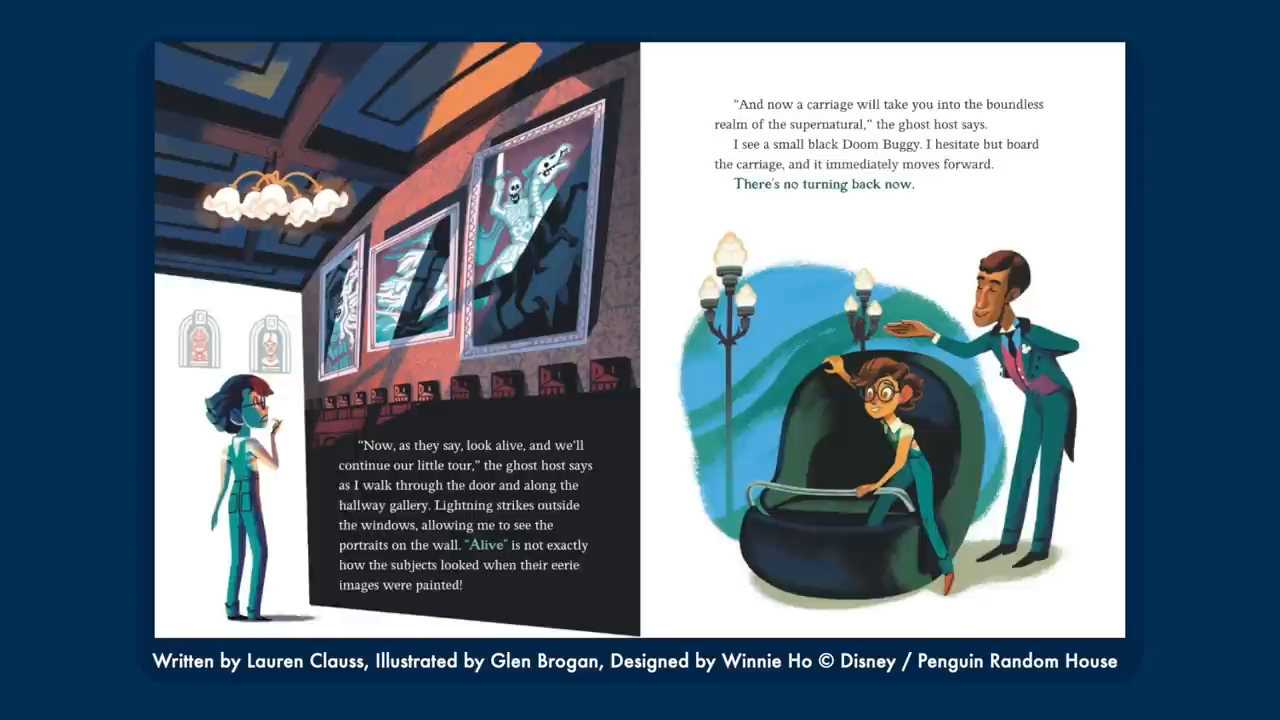 “Now, as they say, look alive, and we’ll
continue our little tour,” the ghost host says
as I walk through the door and along the
hallway gallery. Lightning strikes outside
the windows, allowing me to see the
portraits on the wall. “Alive” is not exactly
how the subjects looked when their eerie
images were painted!
“And now a carriage will take you into the boundless
realm of the supernatural,” the ghost host says.
I see a small black Doom Buggy. I hesitate but board
the carriage, and it immediately moves forward.
There’s no turning back now.
Written by Lauren Clauss, Illustrated by Glen Brogan, Designed by Winnie Ho © Disney / Penguin Random House